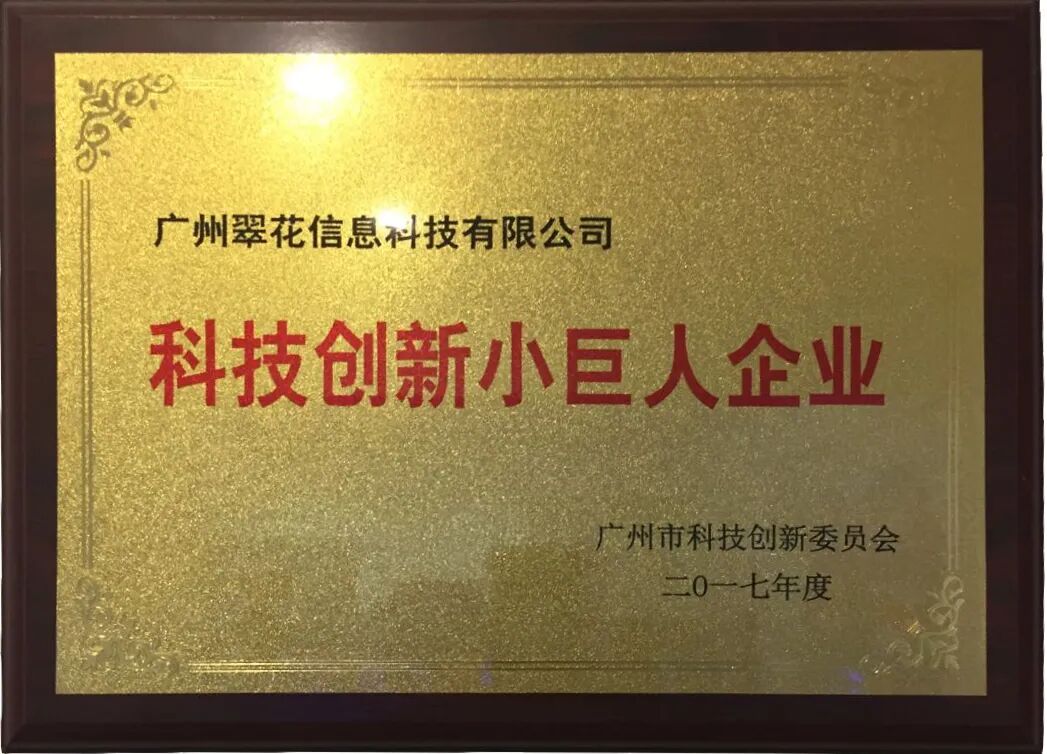 广州翠花信息科技有限公司
科技创新小巨人企业
广州市科技创新委员会
二0一七年度